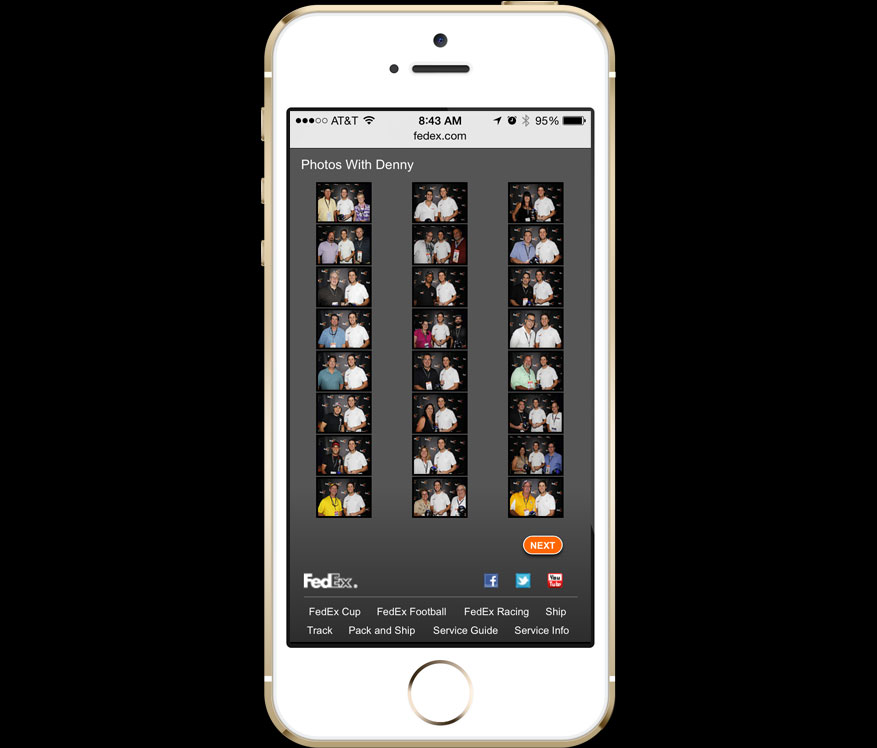 AT&T 8:43 AM 95%
fedex.com
Photos With Denny
NEXT
FedEx.
f You Tube
FedEx Cup FedEx Football FedEx Racing Ship
Track Pack and Ship Service Guide Service Info